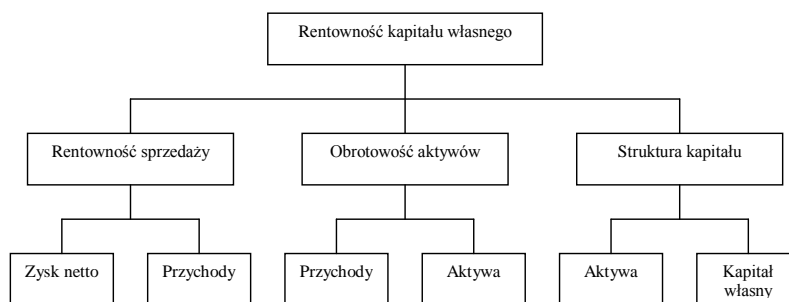 Rentowność kapitału własnego
Rentowność sprzedaży
Obrotowość aktywów
Struktura kapitału
Zysk netto
Przychody
Przychody
Aktywa
Aktywa
Kapitał
własny